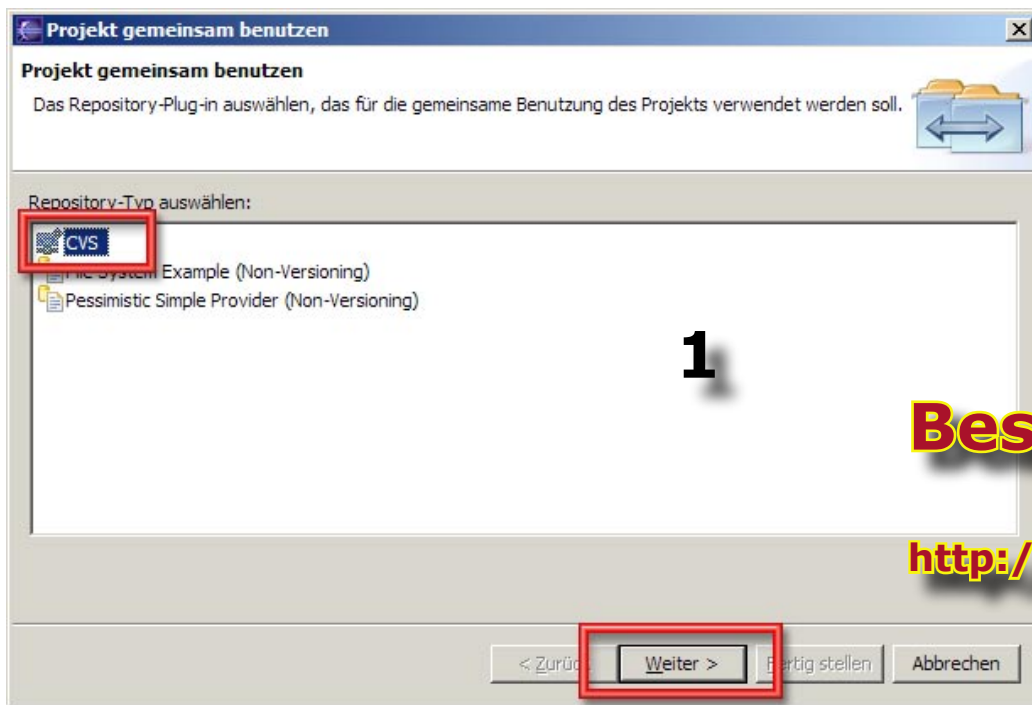 Projekt gemeinsam benutzen
Projekt gemeinsam benutzen
Das Repository-Plug-in auswählen, das für die gemeinsame Benutzung des Projekts verwendet werden soll.
Repository-Typ auswählen:
CVS
File System Example (Non-Versioning)
Pessimistic Simple Provider (Non-Versioning)
1
Bes
http:/
< Zurück Weiter > Fertig stellen Abbrechen